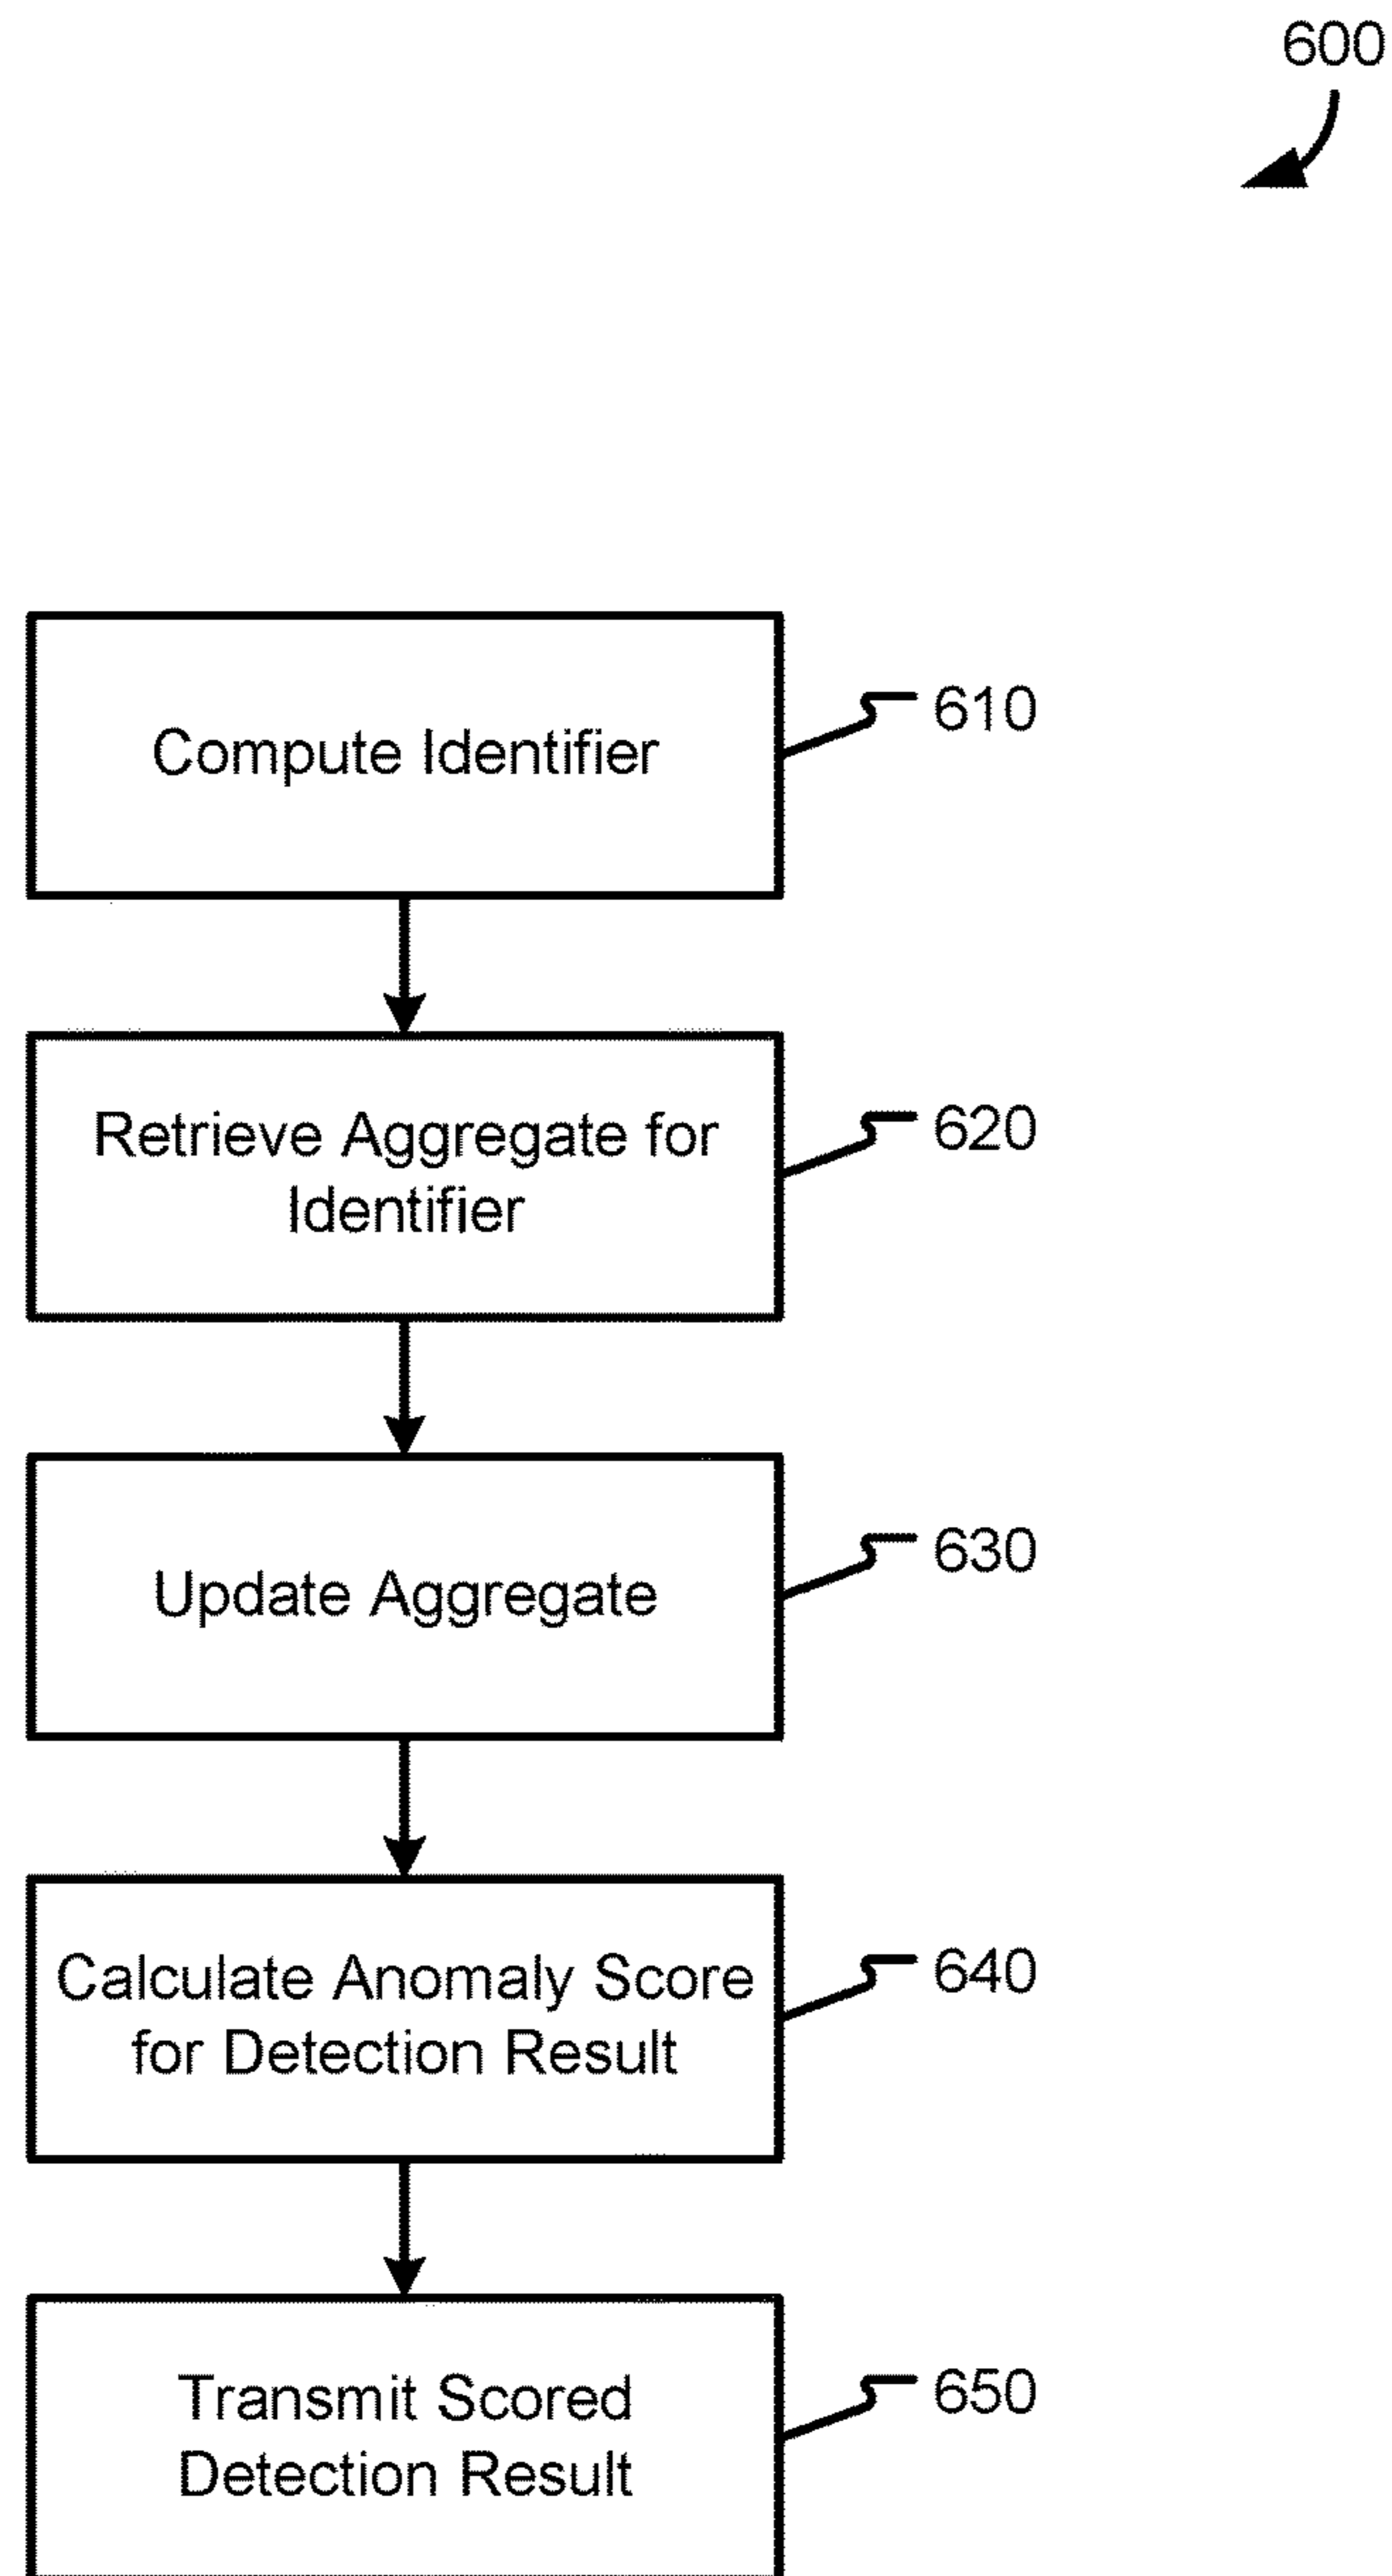 600
Compute Identifier
610
Retrieve Aggregate for
Identifier
620
Update Aggregate
630
Calculate Anomaly Score
for Detection Result
640
Transmit Scored
Detection Result
650